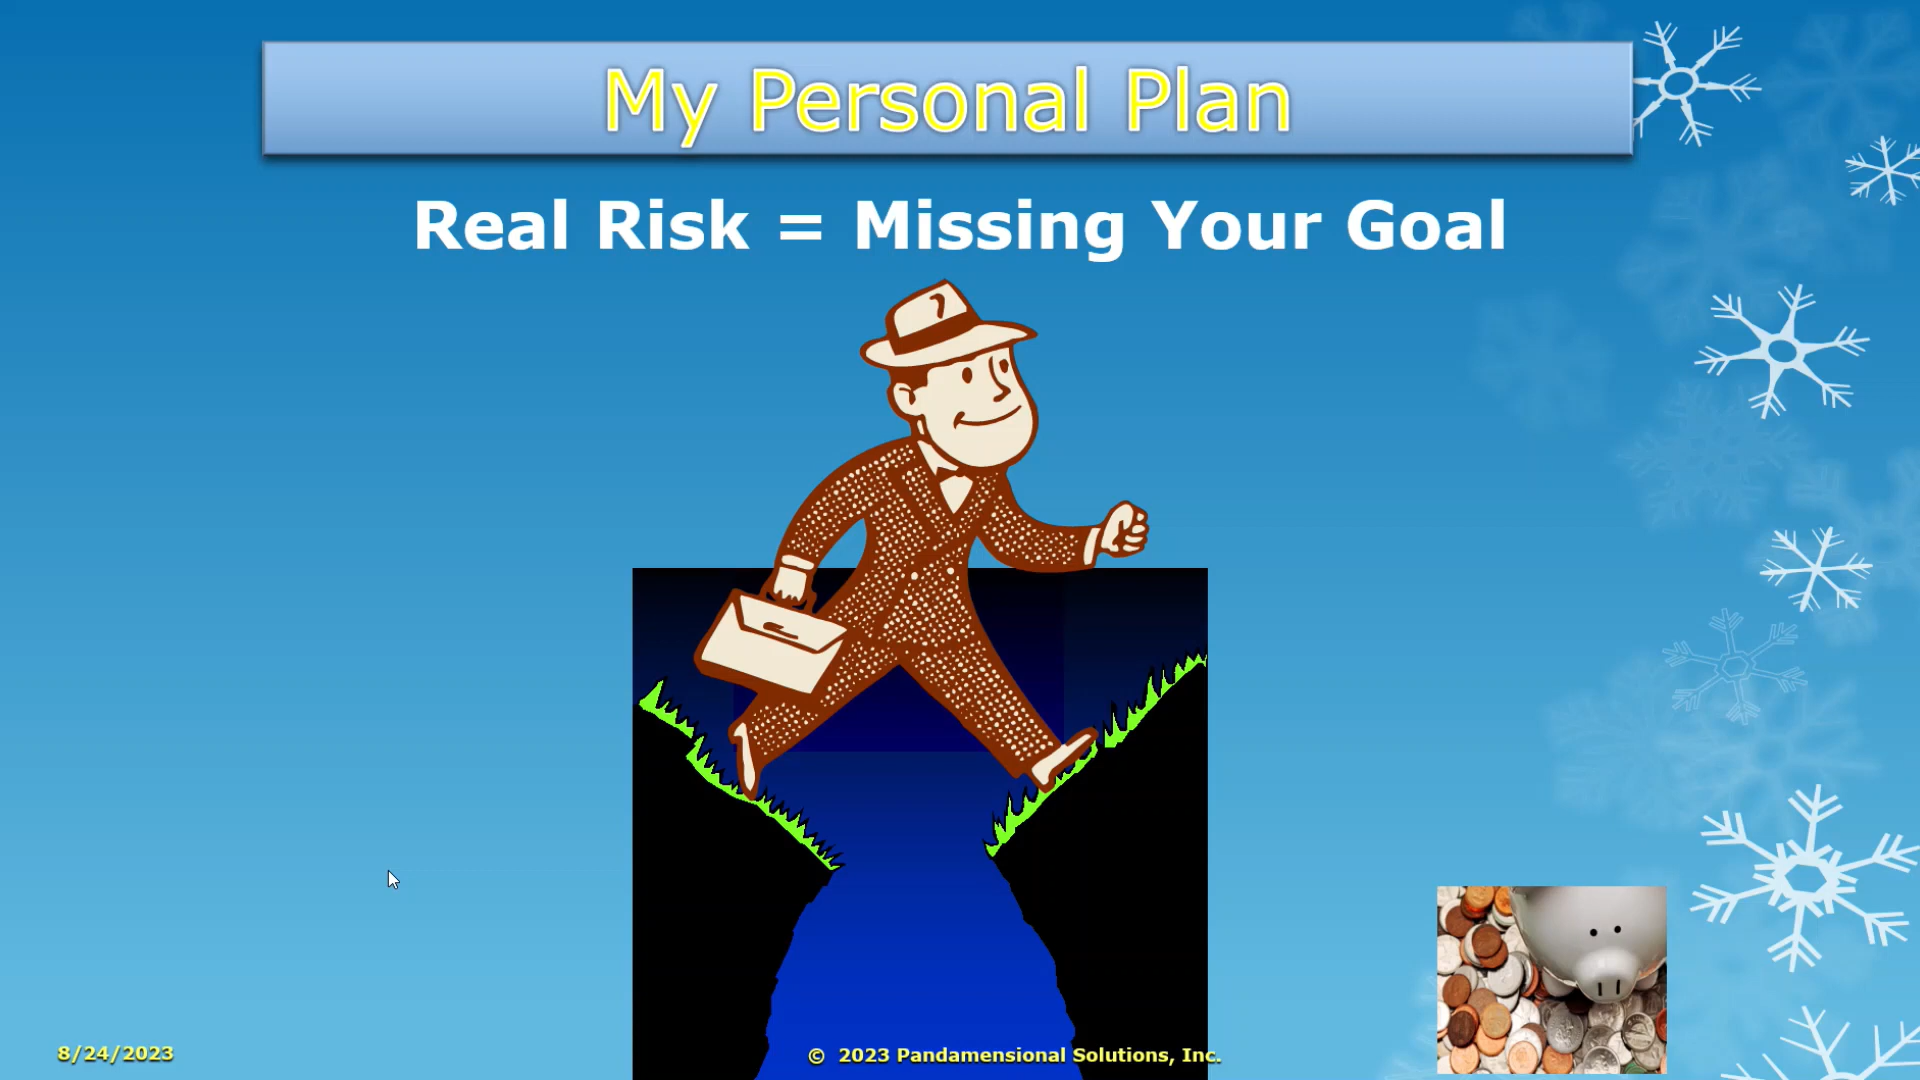 My Personal Plan
Real Risk = Missing Your Goal
8/24/2023
© 2023 Pandamensional Solutions, Inc.